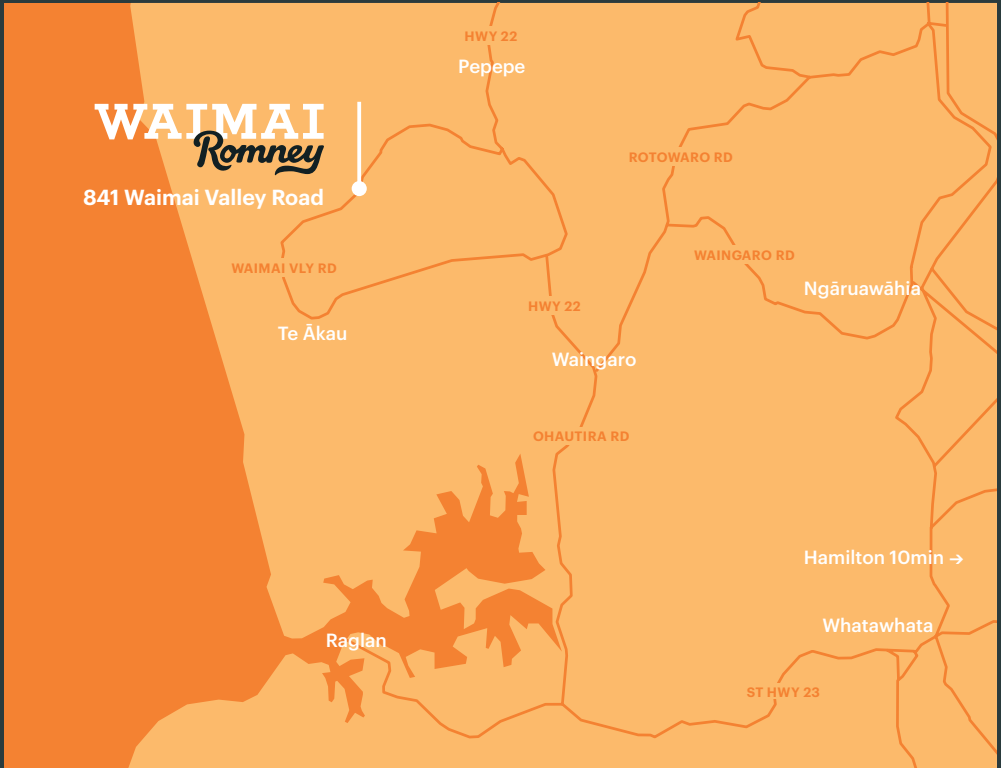 HWY 22
Pepepe
WAIMAI
Romney
841 Waimai Valley Road
ROTOWARO RD
WAINGARO RD
WAIMAI VLY RD
Ngāruawāhia
HWY 22
Te Ākau
Waingaro
OHAUTIRA RD
Hamilton 10min →
Whatawhata
Raglan
ST HWY 23